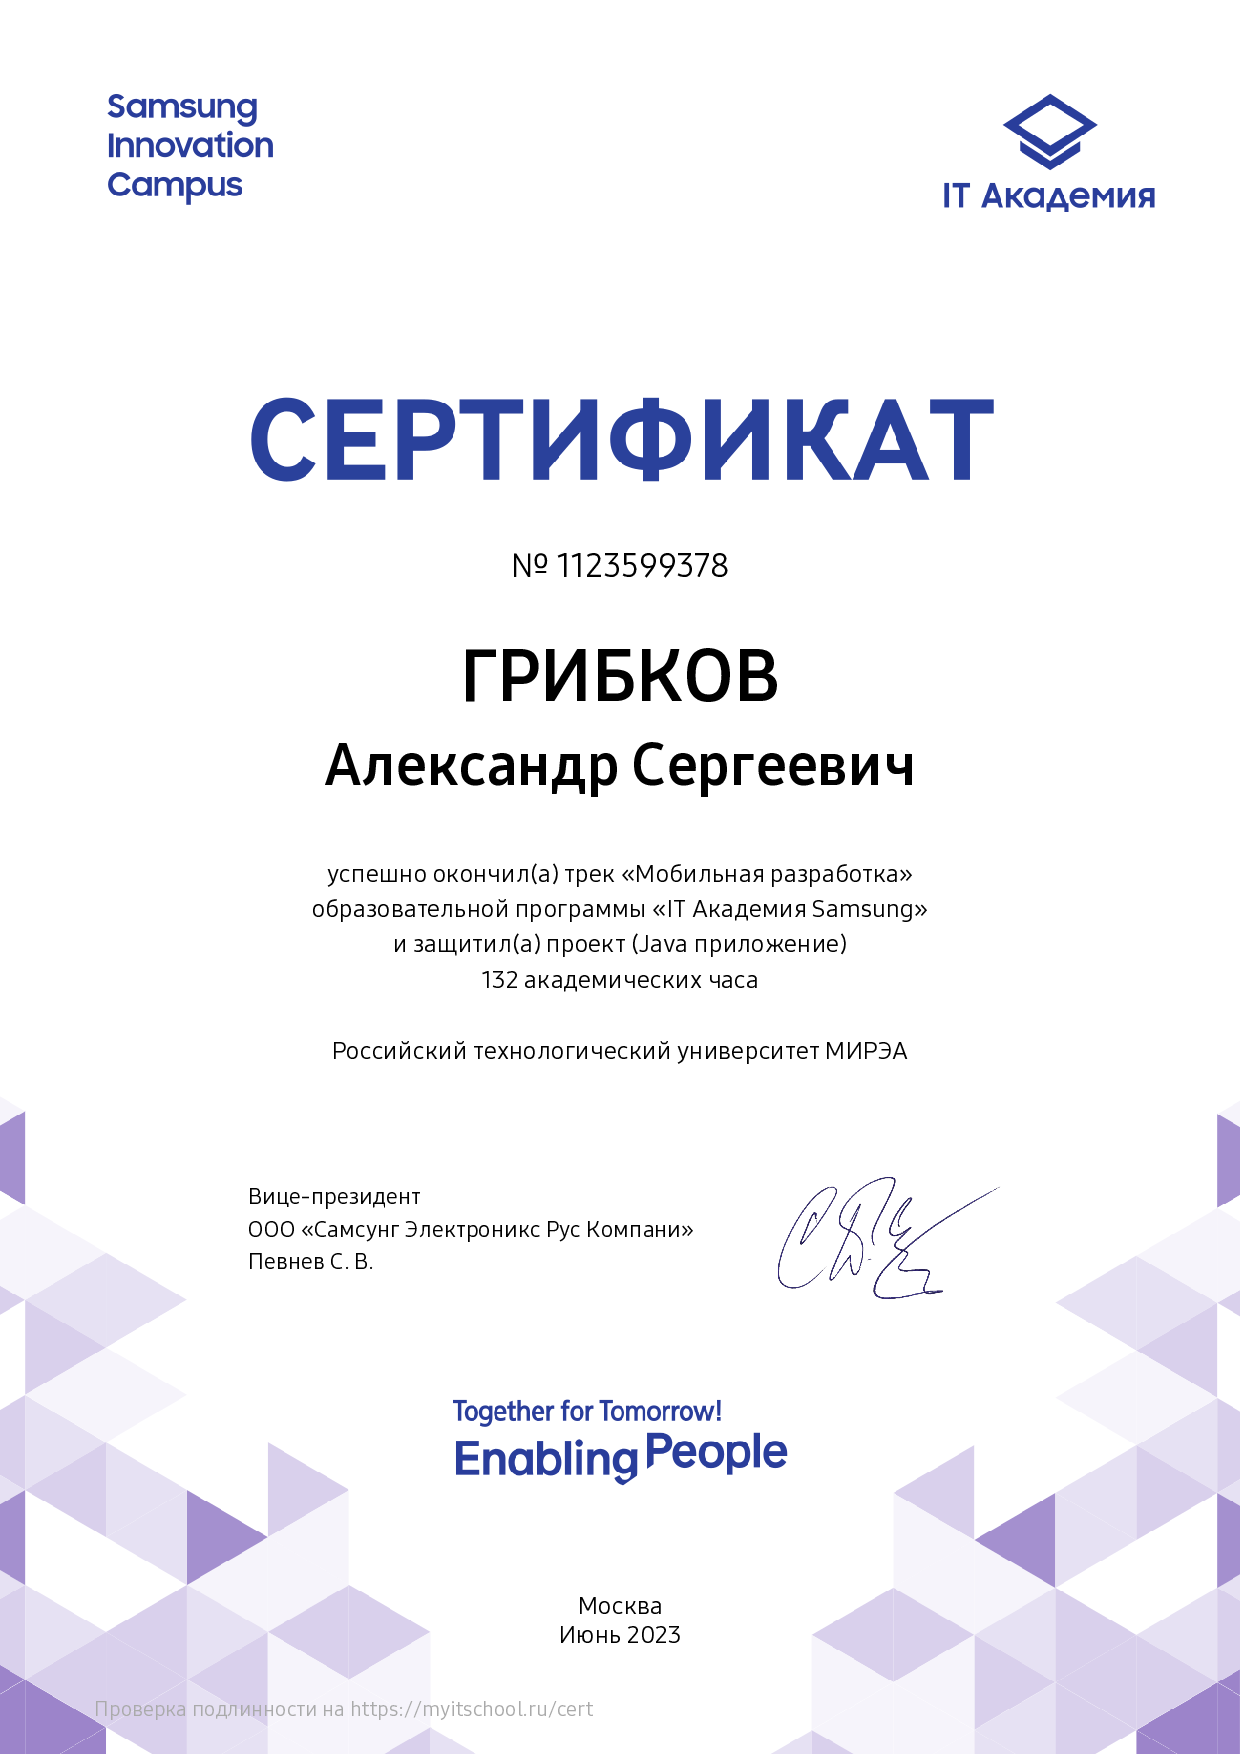 Samsung
Innovation
Campus
IT Академия
СЕРТИФИКАТ
№ 1123599378
ГРИБКОВ
Александр Сергеевич
успешно окончил(а) трек «Мобильная разработка»
образовательной программы «IT Академия Samsung»
и защитил(а) проект (Java приложение)
132 академических часа
Российский технологический университет МИРЭА
Вице-президент
ООО «Самсунг Электроникс Рус Компани»
Певнев С. В.
Together for Tomorrow!
Enabling People
Москва
Июнь 2023
Проверка подлинности на https://myitschool.ru/cert